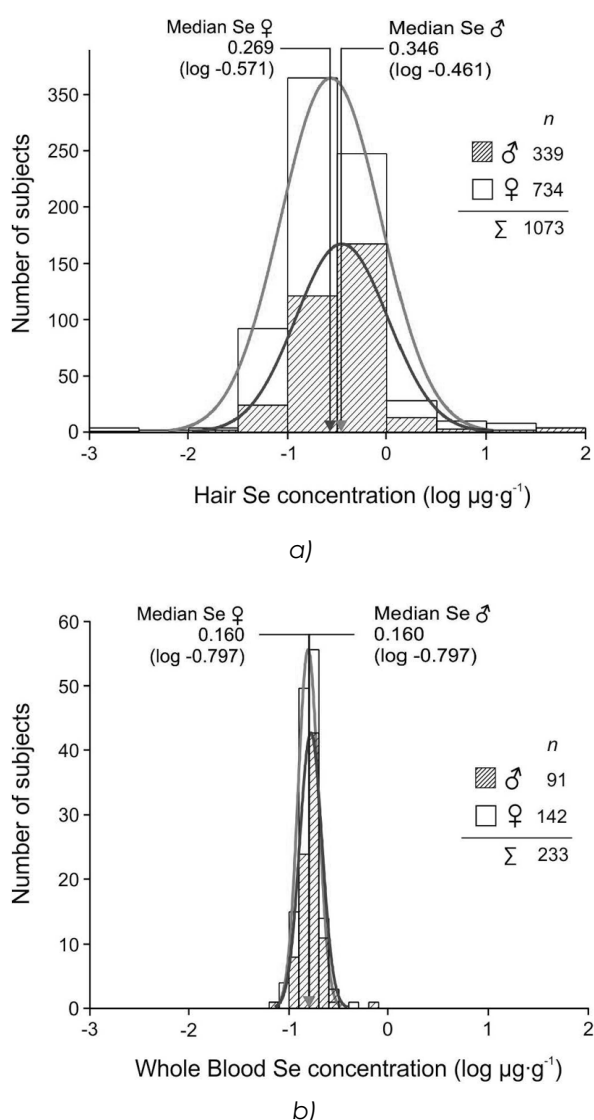 Median Se ♀
0.269
(log -0.571)
Median Se ♂
0.346
(log -0.461)
Number of subjects
350
250
200
150
100
50
0
n
♂ 339
♀ 734
∑ 1073
-3 -2 -1 0 1 2
Hair Se concentration (log µg·g⁻¹)
a)
Median Se ♀
0.160
(log -0.797)
Median Se ♂
0.160
(log -0.797)
Number of subjects
60
50
40
30
20
10
0
n
♂ 91
♀ 142
∑ 233
-3 -2 -1 0 1 2
Whole Blood Se concentration (log µg·g⁻¹)
b)